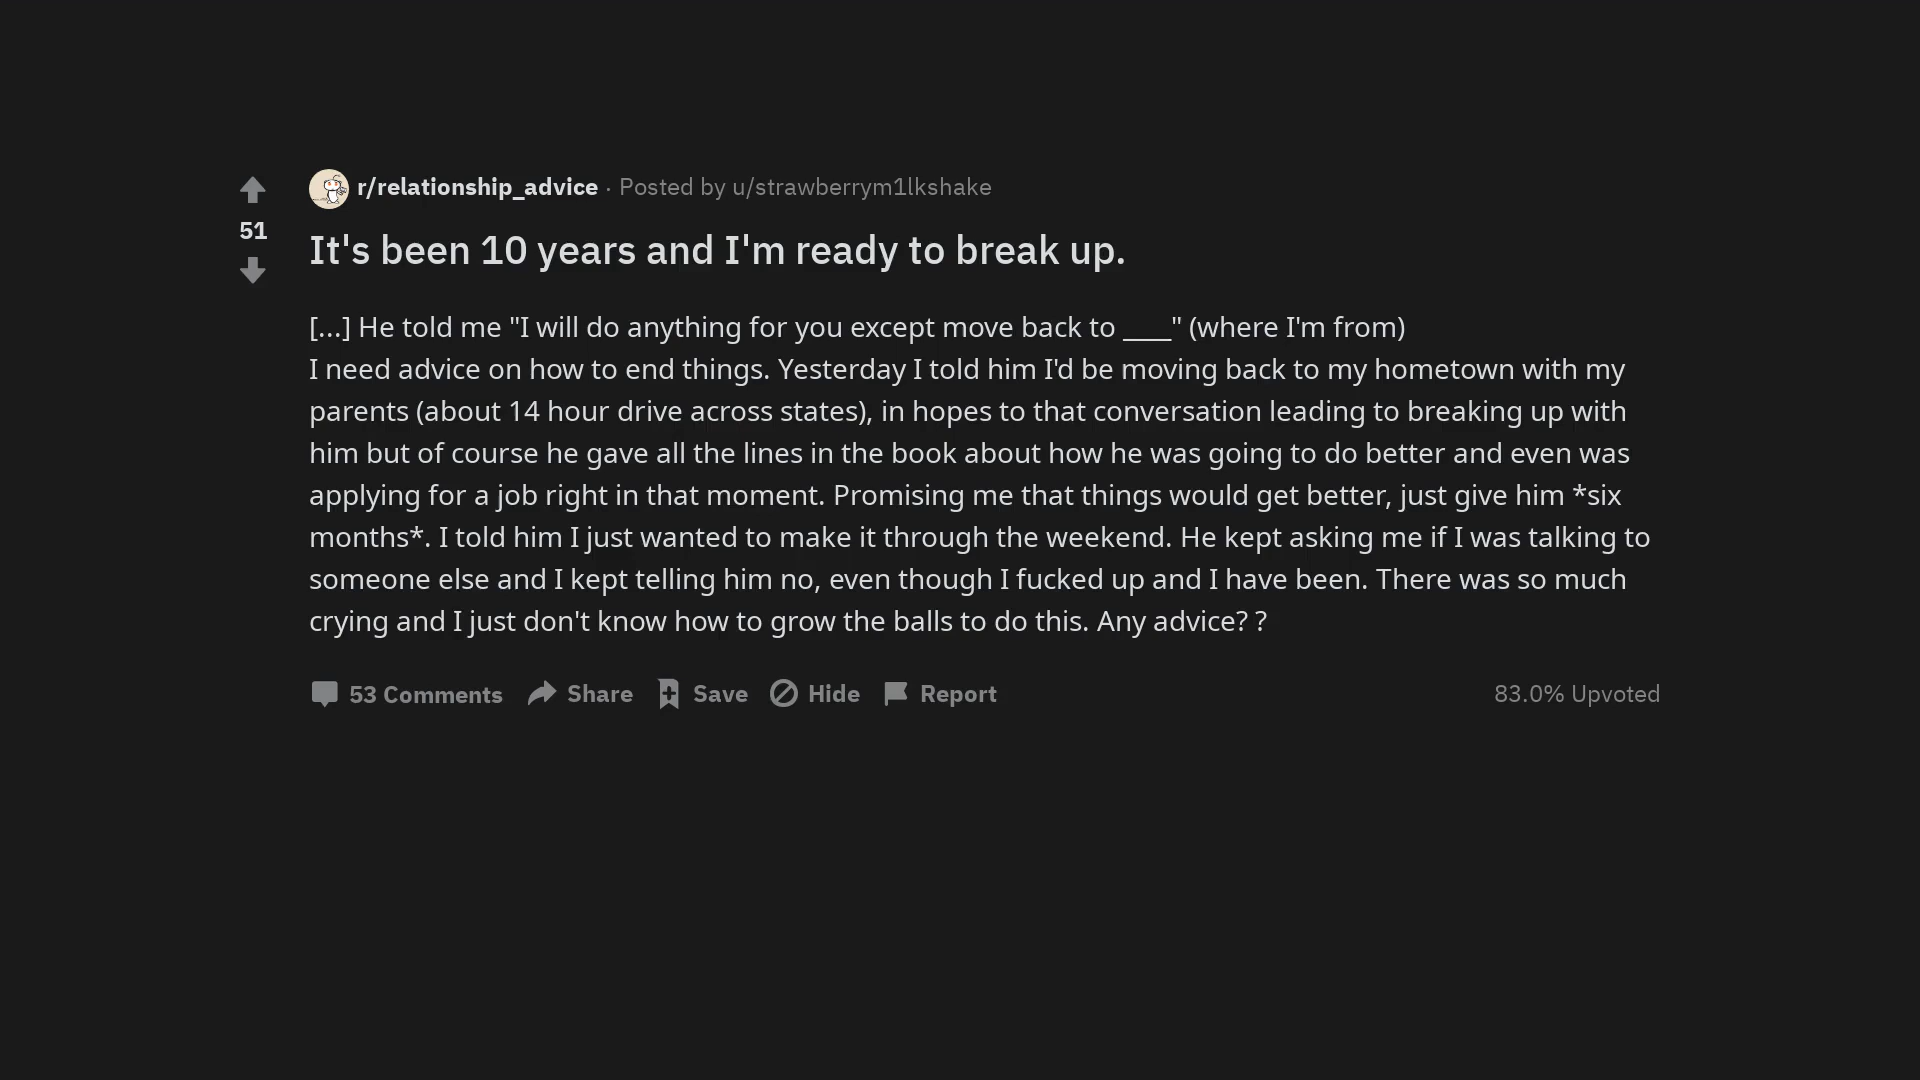 r/relationship_advice · Posted by u/strawberrym1lkshake
51
It's been 10 years and I'm ready to break up.
[...] He told me "I will do anything for you except move back to ____" (where I'm from)
I need advice on how to end things. Yesterday I told him I'd be moving back to my hometown with my
parents (about 14 hour drive across states), in hopes to that conversation leading to breaking up with
him but of course he gave all the lines in the book about how he was going to do better and even was
applying for a job right in that moment. Promising me that things would get better, just give him *six
months*. I told him I just wanted to make it through the weekend. He kept asking me if I was talking to
someone else and I kept telling him no, even though I fucked up and I have been. There was so much
crying and I just don't know how to grow the balls to do this. Any advice? ?
53 Comments Share Save Hide Report 83.0% Upvoted